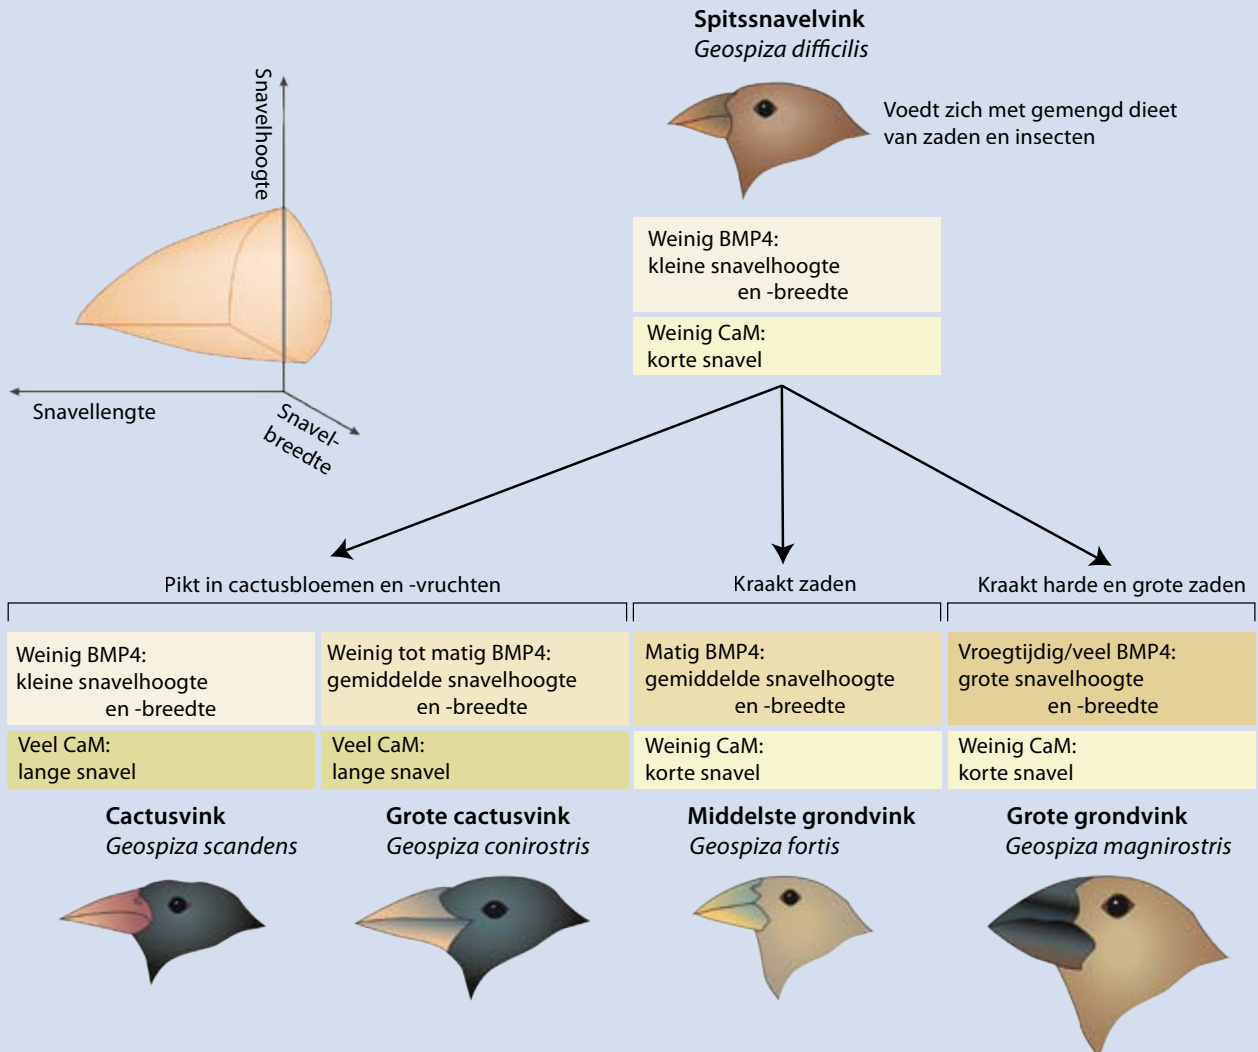 Spitssnavelvink
Geospiza difficilis
Voedt zich met gemengd dieet
van zaden en insecten
Snavelhoogte
Snavellengte
Snavel-
breedte
Weinig BMP4:
kleine snavelhoogte
en -breedte
Weinig CaM:
korte snavel
Pikt in cactusbloemen en -vruchten
Kraakt zaden
Kraakt harde en grote zaden
Weinig BMP4:
kleine snavelhoogte
en -breedte
Veel CaM:
lange snavel
Cactusvink
Geospiza scandens
Weinig tot matig BMP4:
gemiddelde snavelhoogte
en -breedte
Veel CaM:
lange snavel
Grote cactusvink
Geospiza conirostris
Matig BMP4:
gemiddelde snavelhoogte
en -breedte
Weinig CaM:
korte snavel
Middelste grondvink
Geospiza fortis
Vroegtijdig/veel BMP4:
grote snavelhoogte
en -breedte
Weinig CaM:
korte snavel
Grote grondvink
Geospiza magnirostris